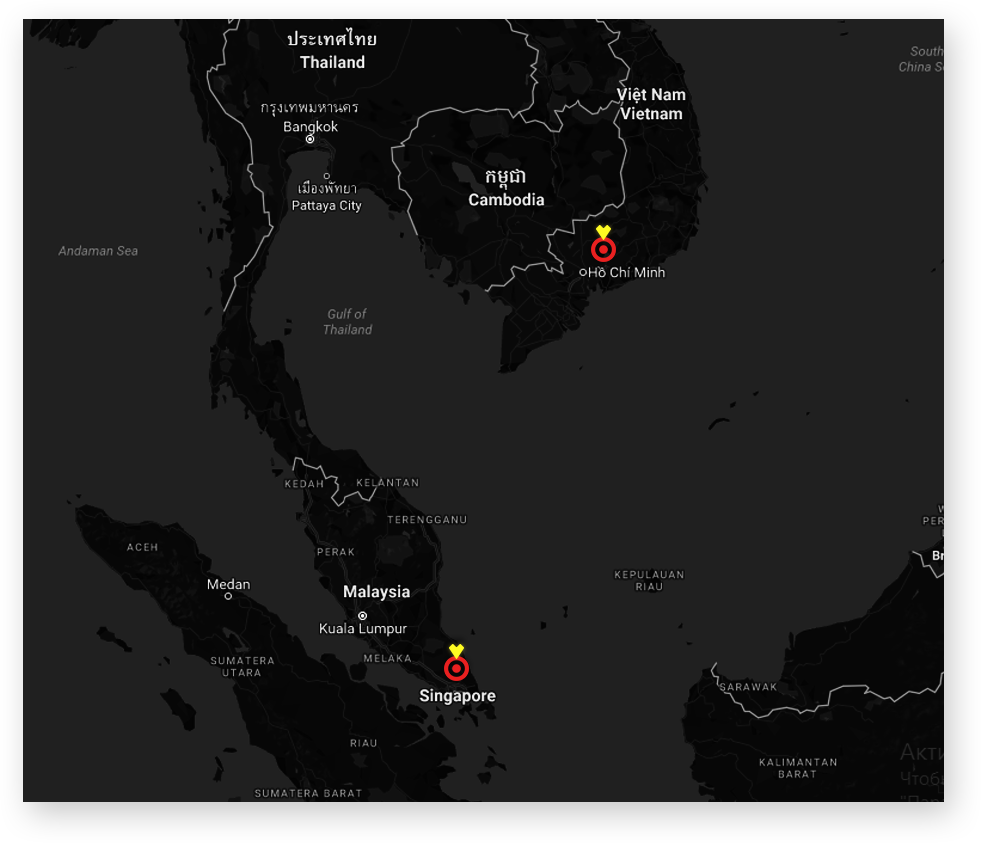 ประเทศไทย
Thailand
South
China S
Việt Nam
Vietnam
กรุงเทพมหานคร
Bangkok
កម្ពុជា
Cambodia
เมืองพัทยา
Pattaya City
Andaman Sea
Hồ Chí Minh
Gulf of
Thailand
KEDAH
KELANTAN
TERENGGANU
PER
ACEH
PERAK
Br
KEPULAUAN
RIAU
Medan
Malaysia
Kuala Lumpur
MELAKA
SUMATERA
UTARA
Singapore
SARAWAK
RIAU
Акти
KALIMANTAN
BARAT
Чтобы
SUMATERA BARAT